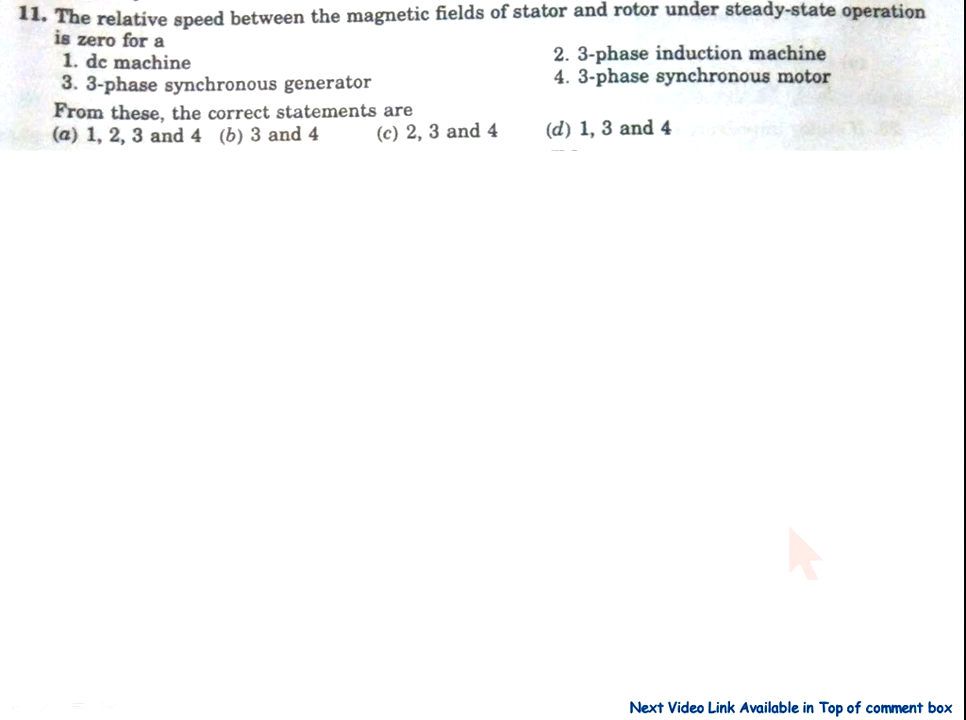 11. The relative speed between the magnetic fields of stator and rotor under steady-state operation
is zero for a
1. dc machine
2. 3-phase induction machine
3. 3-phase synchronous generator
4. 3-phase synchronous motor
From these, the correct statements are
(a) 1, 2, 3 and 4 (b) 3 and 4 (c) 2, 3 and 4 (d) 1, 3 and 4
Next Video Link Available in Top of comment box